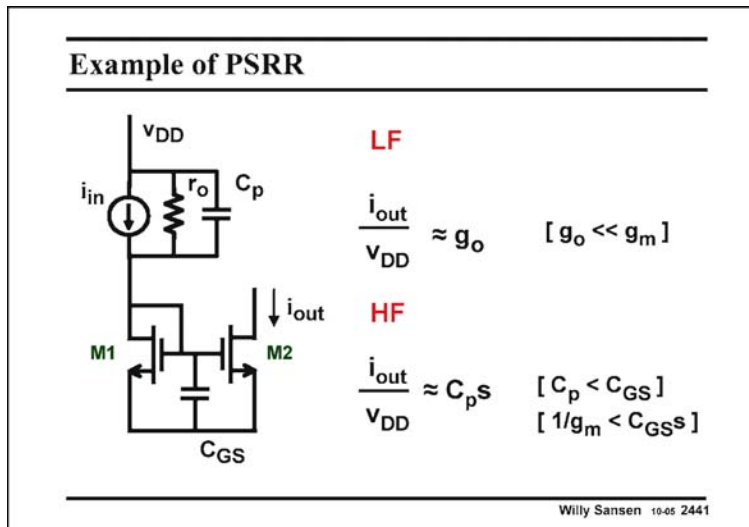 Example of PSRR
vDD
iin
ro
Cp
M1
M2
iout
CGS
LF
iout
vDD
≈ go
[ go << gm ]
HF
iout
vDD
≈ Cps
[ Cp < CGS ]
[ 1/gm < CGSs ]
Willy Sansen 10-05 2441